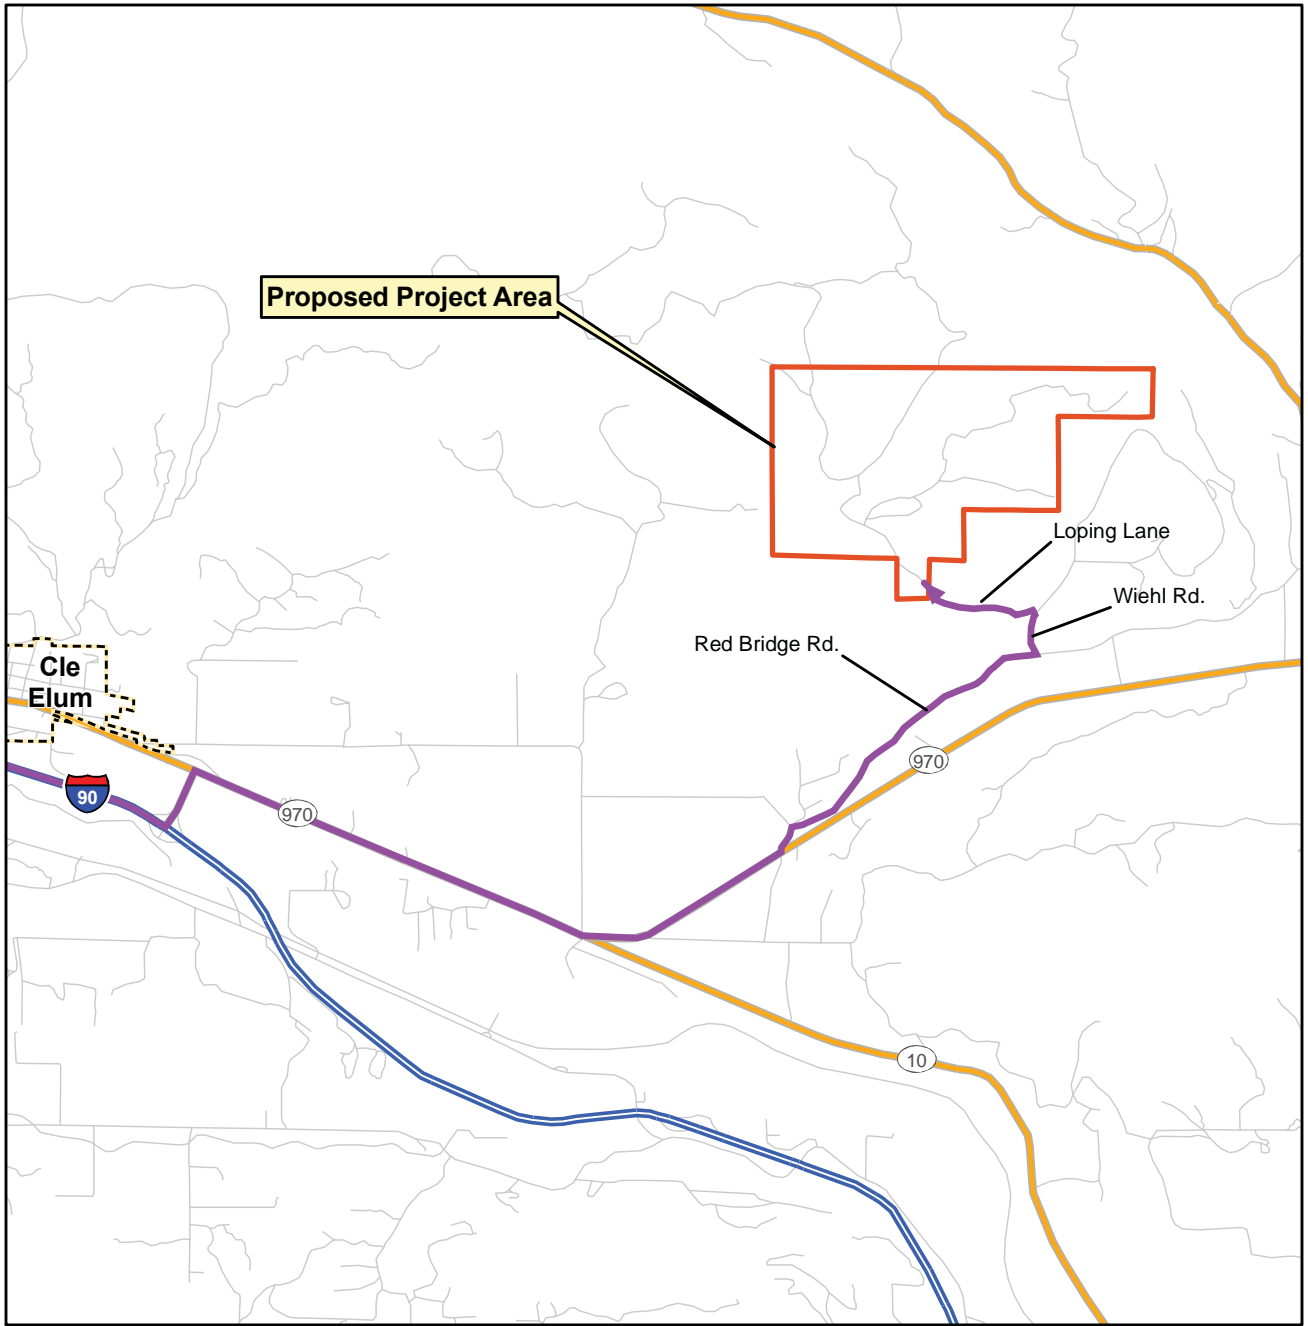 Proposed Project Area
Loping Lane
Wiehl Rd.
Red Bridge Rd.
Cle
Elum
970
90
970
10